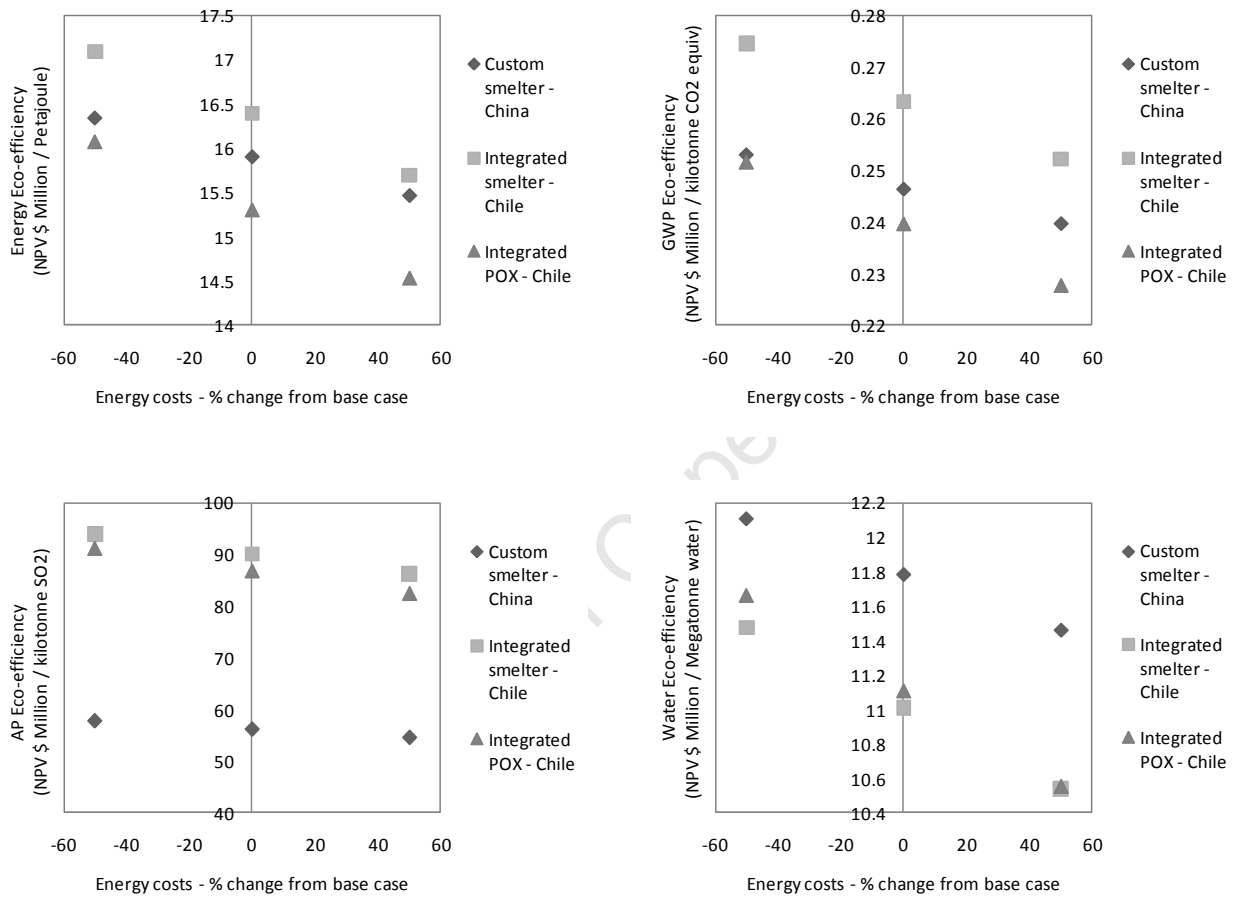 Energy Eco-efficiency
(NPV $ Million / Petajoule)
17.5
17
16.5
16
15.5
15
14.5
14
-60 -40 -20 0 20 40 60
Energy costs - % change from base case
Custom
smelter -
China
Integrated
smelter -
Chile
Integrated
POX - Chile
GWP Eco-efficiency
(NPV $ Million / kilotonne CO2 equiv)
0.28
0.27
0.26
0.25
0.24
0.23
0.22
-60 -40 -20 0 20 40 60
Energy costs - % change from base case
Custom
smelter -
China
Integrated
smelter -
Chile
Integrated
POX - Chile
AP Eco-efficiency
(NPV $ Million / kilotonne SO2)
100
90
80
70
60
50
40
-60 -40 -20 0 20 40 60
Energy costs - % change from base case
Custom
smelter -
China
Integrated
smelter -
Chile
Integrated
POX - Chile
Water Eco-efficiency
(NPV $ Million / Megatonne water)
12.2
12
11.8
11.6
11.4
11.2
11
10.8
10.6
10.4
-60 -40 -20 0 20 40 60
Energy costs - % change from base case
Custom
smelter -
China
Integrated
smelter -
Chile
Integrated
POX - Chile